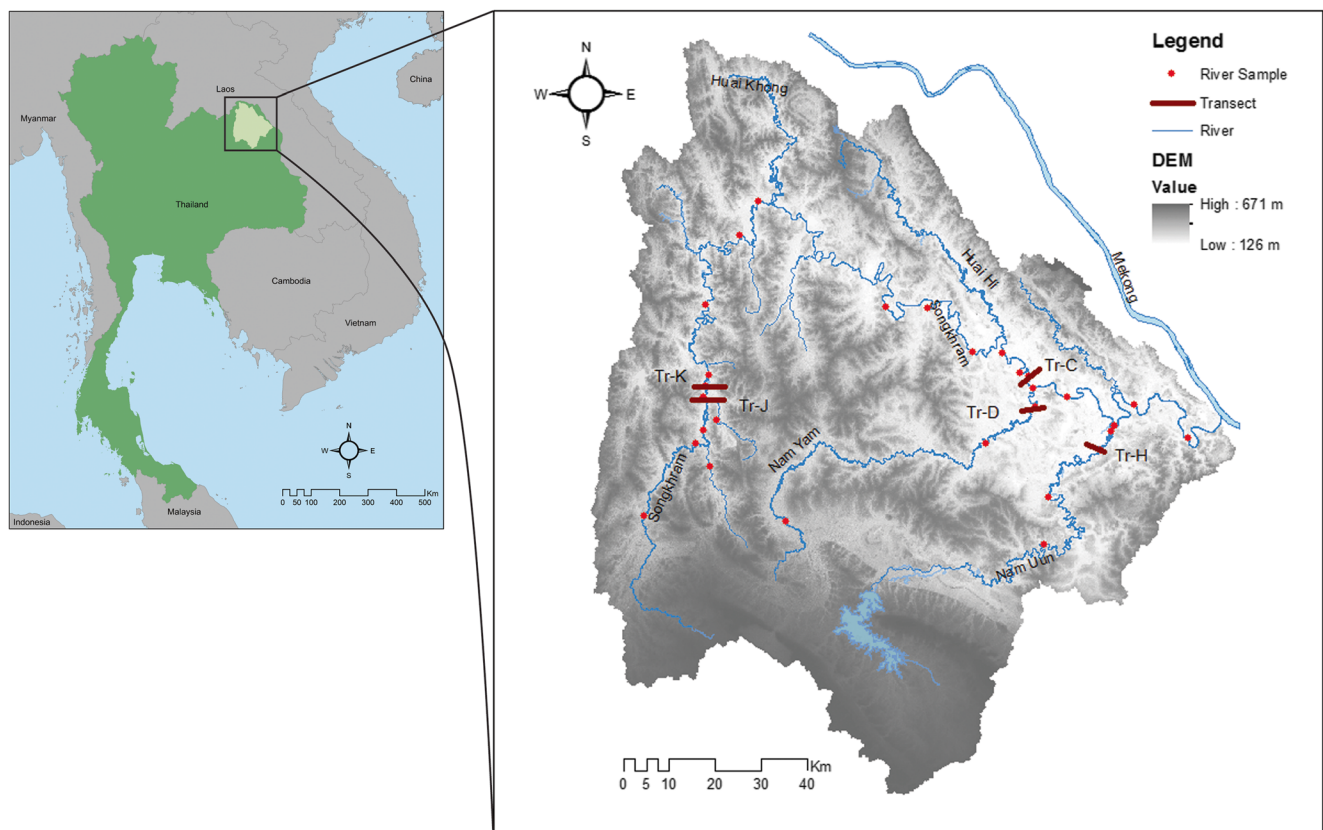 China
Laos
Myanmar
Thailand
Cambodia
Vietnam
Malaysia
Indonesia
N
W E
S
0 50 100 200 300 400 500
Km
N
W E
S
Legend
River Sample
Transect
River
DEM
Value
High : 671 m
Low : 126 m
Huai Khong
Huai Hi
Mekong
Songkhram
Tr-C
Tr-K
Tr-J
Tr-D
Tr-H
Nam Yam
Songkhram
Nam Uun
Km
0 5 10 20 30 40